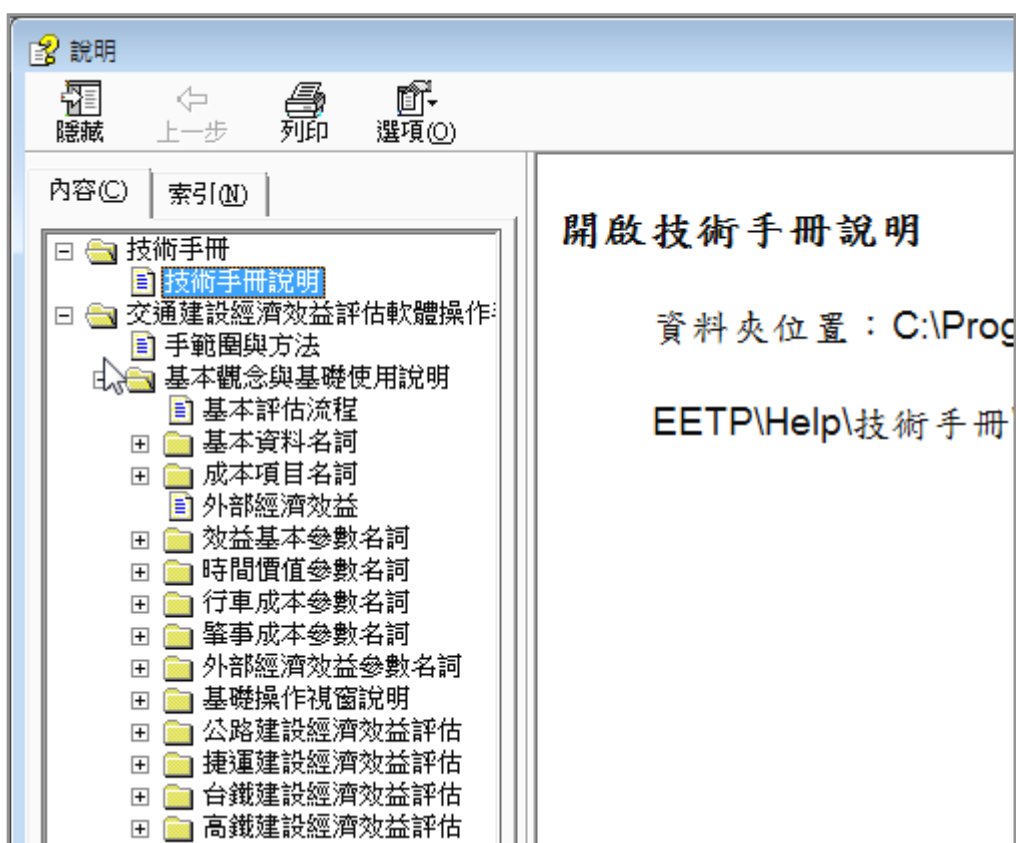 說明
隱藏 上一步 列印 選項(O)
內容(C) 索引(N)
技術手冊
技術手冊說明
交通建設經濟效益評估軟體操作
手範圍與方法
基本觀念與基礎使用說明
基本評估流程
基本資料名詞
成本項目名詞
外部經濟效益
效益基本參數名詞
時間價值參數名詞
行車成本參數名詞
肇事成本參數名詞
外部經濟效益參數名詞
基礎操作視窗說明
公路建設經濟效益評估
捷運建設經濟效益評估
台鐵建設經濟效益評估
高鐵建設經濟效益評估
開啟技術手冊說明
資料夾位置：C:\Prog
EETP\Help\技術手冊\